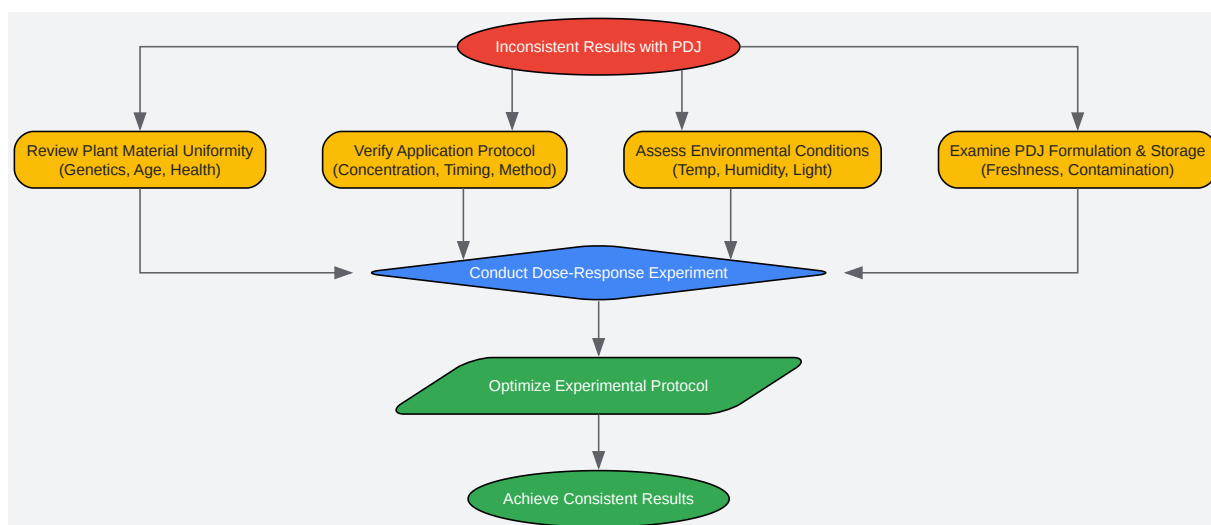 Inconsistent Results with PDJ
Review Plant Material Uniformity
(Genetics, Age, Health)
Verify Application Protocol
(Concentration, Timing, Method)
Assess Environmental Conditions
(Temp, Humidity, Light)
Examine PDJ Formulation & Storage
(Freshness, Contamination)
Conduct Dose-Response Experiment
Optimize Experimental Protocol
Achieve Consistent Results